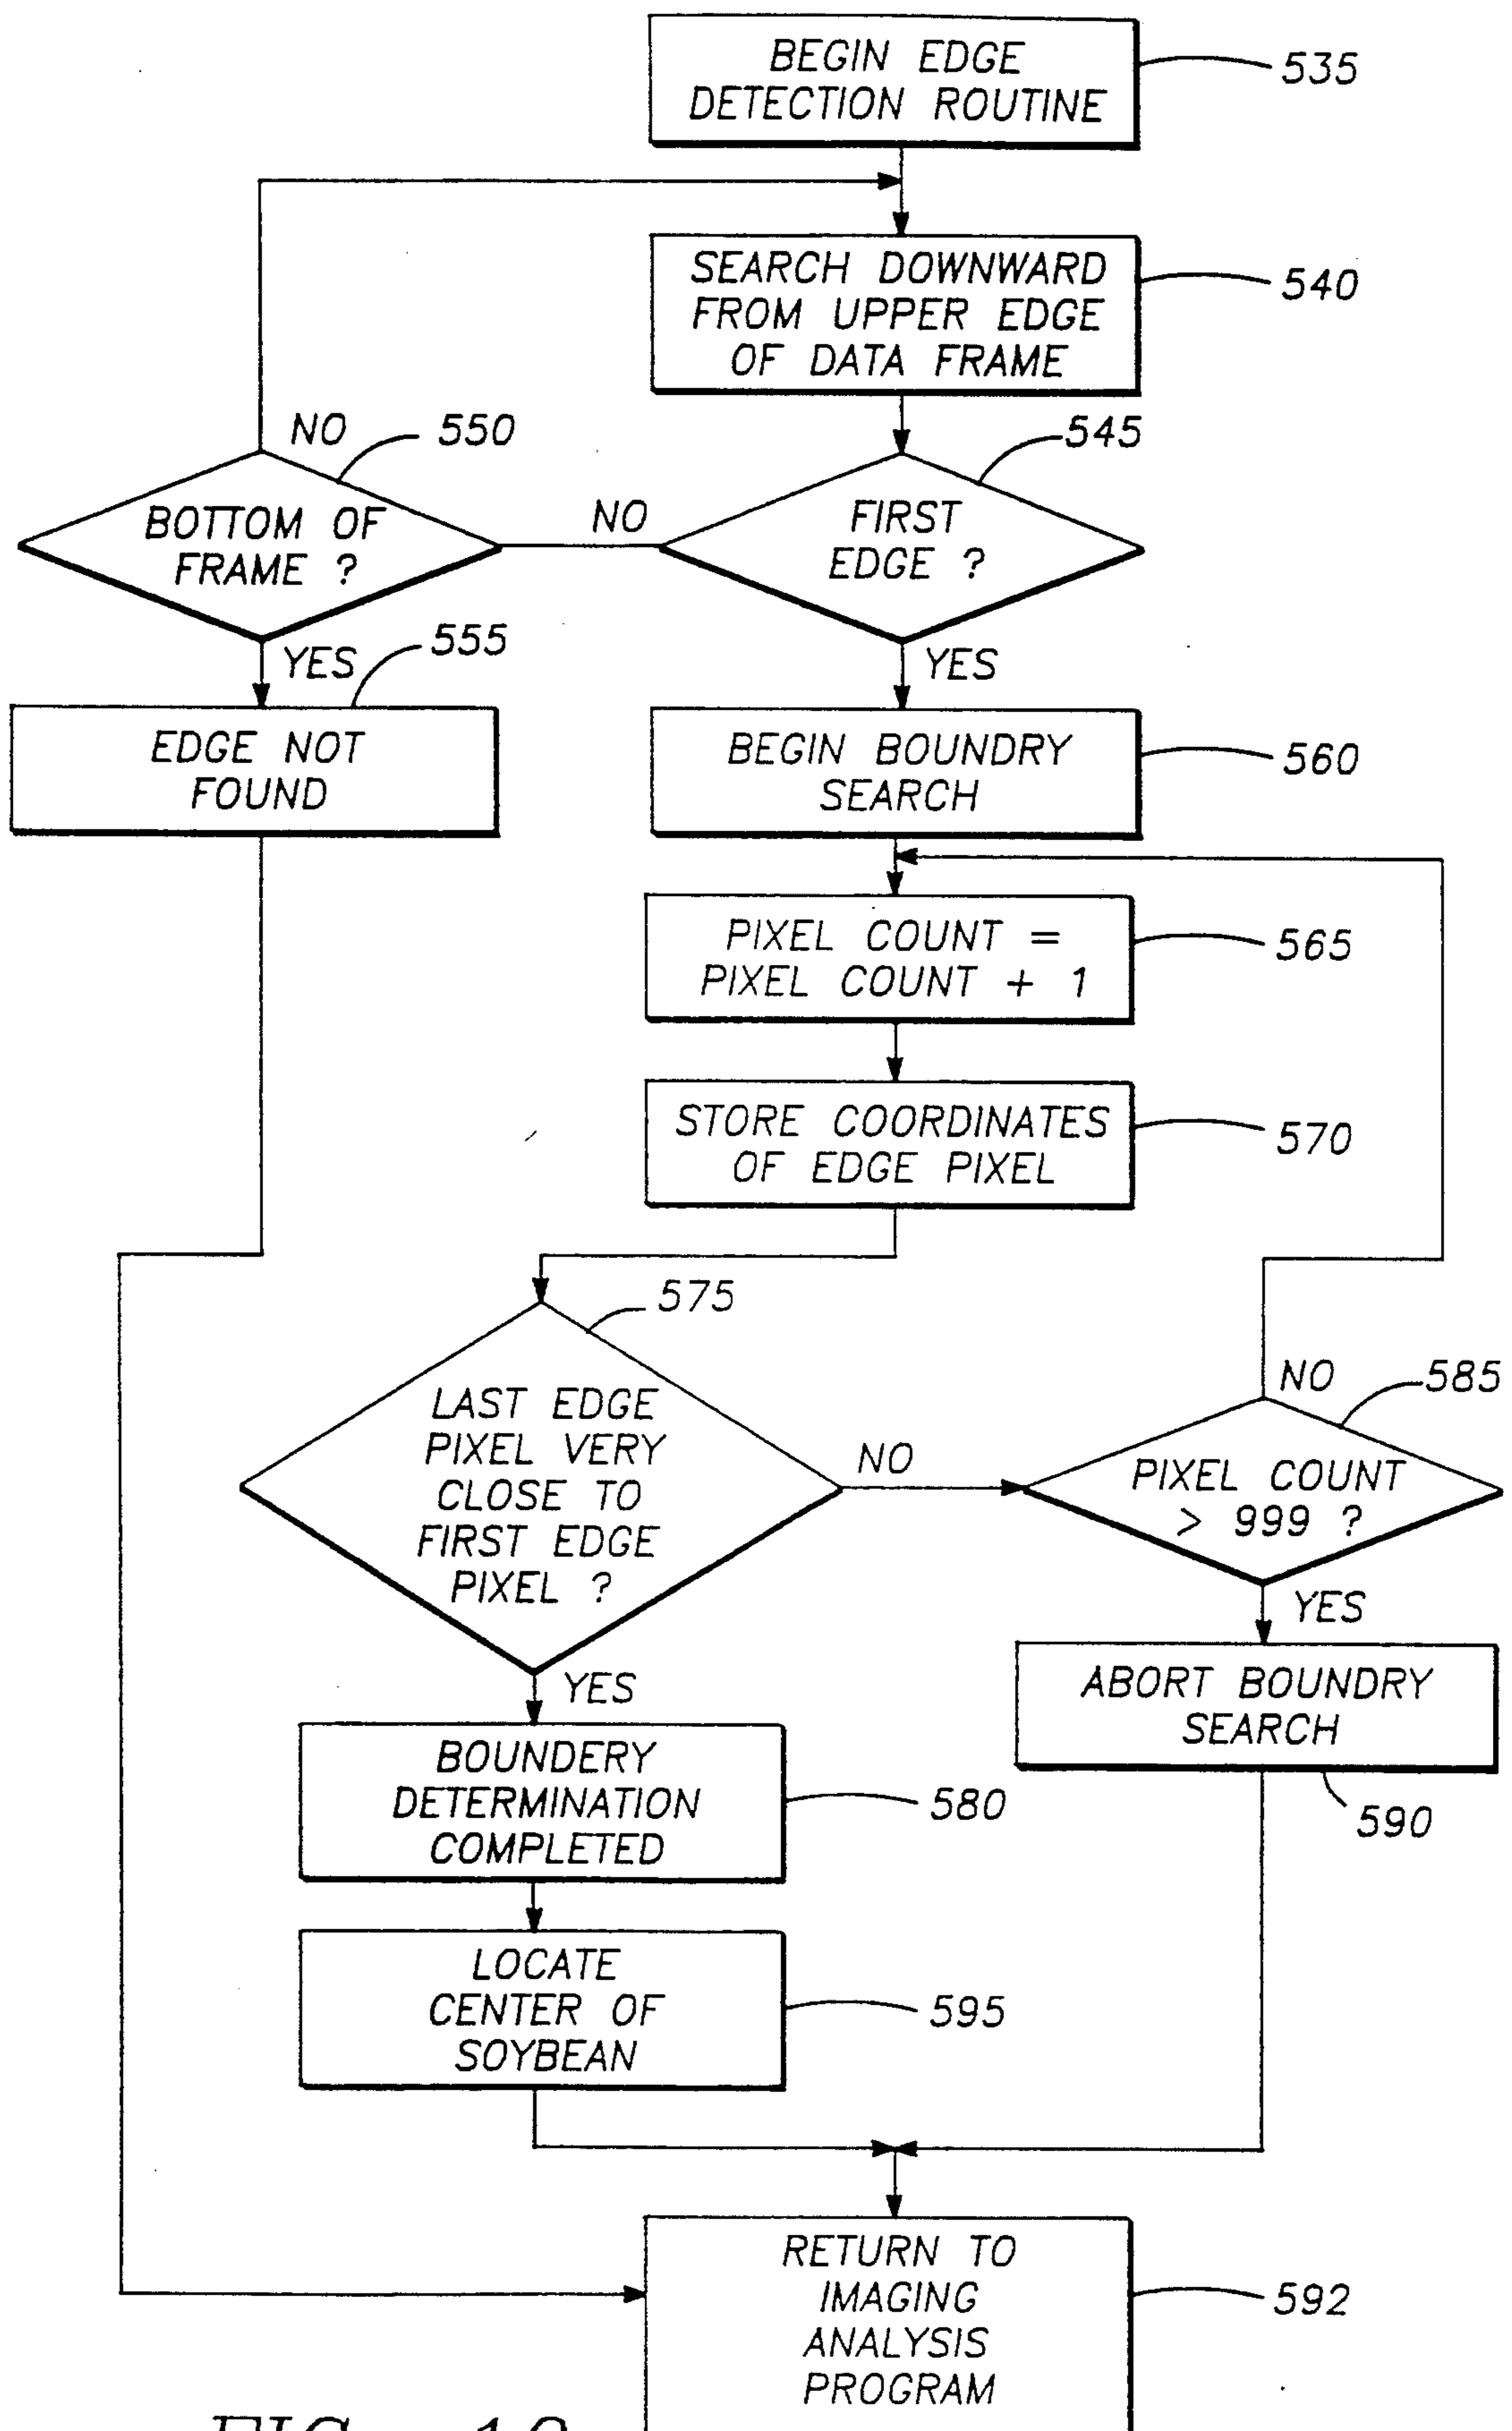 BEGIN EDGE
DETECTION ROUTINE
535
SEARCH DOWNWARD
FROM UPPER EDGE
OF DATA FRAME
540
NO
550
545
BOTTOM OF
FRAME ?
NO
FIRST
EDGE ?
YES
555
YES
EDGE NOT
FOUND
BEGIN BOUNDRY
SEARCH
560
PIXEL COUNT =
PIXEL COUNT + 1
565
STORE COORDINATES
OF EDGE PIXEL
570
575
LAST EDGE
PIXEL VERY
CLOSE TO
FIRST EDGE
PIXEL ?
NO
NO
585
PIXEL COUNT
> 999 ?
YES
YES
ABORT BOUNDRY
SEARCH
590
BOUNDERY
DETERMINATION
COMPLETED
580
LOCATE
CENTER OF
SOYBEAN
595
RETURN TO
IMAGING
ANALYSIS
PROGRAM
592